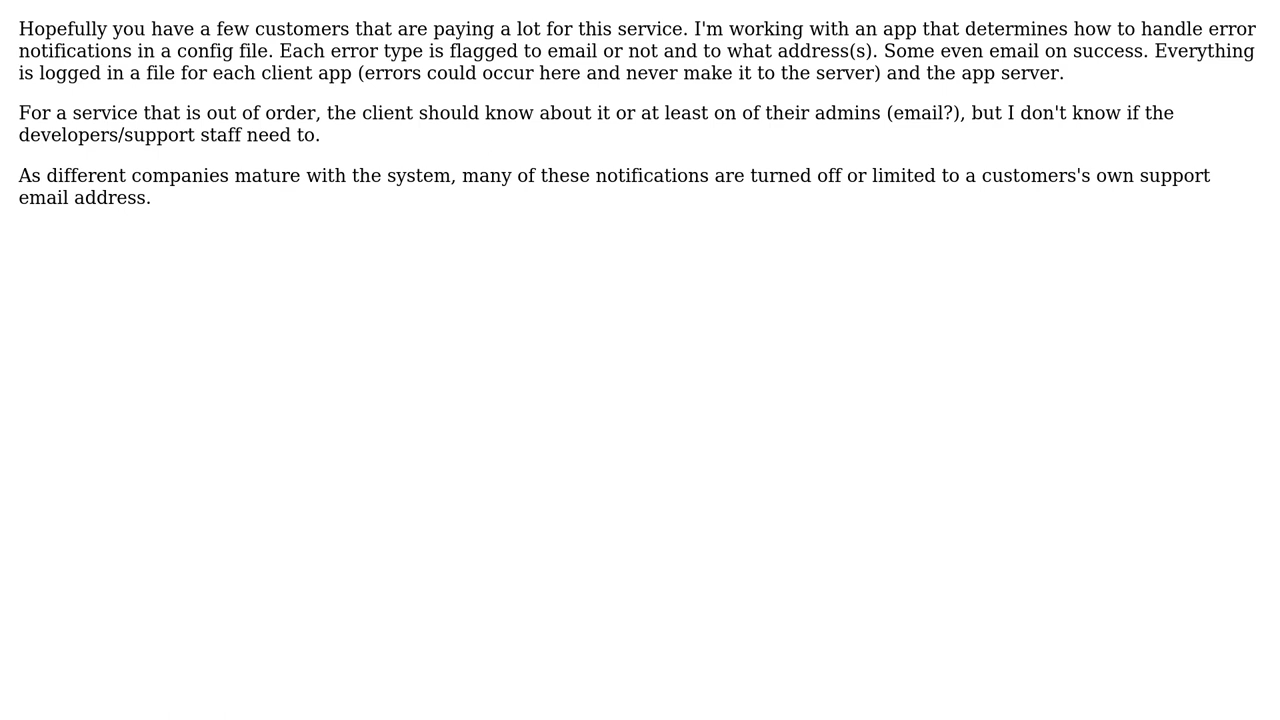 Hopefully you have a few customers that are paying a lot for this service. I'm working with an app that determines how to handle error
notifications in a config file. Each error type is flagged to email or not and to what address(s). Some even email on success. Everything
is logged in a file for each client app (errors could occur here and never make it to the server) and the app server.
For a service that is out of order, the client should know about it or at least on of their admins (email?), but I don't know if the
developers/support staff need to.
As different companies mature with the system, many of these notifications are turned off or limited to a customers's own support
email address.